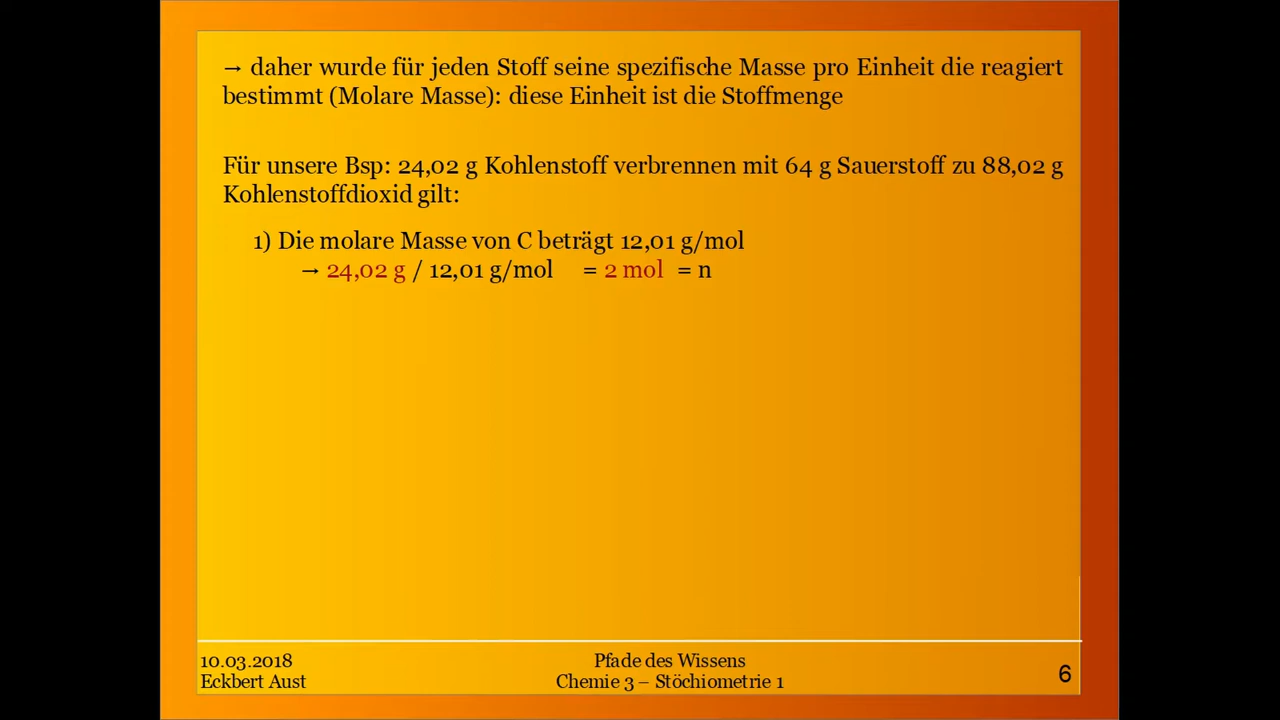 → daher wurde für jeden Stoff seine spezifische Masse pro Einheit die reagiert
bestimmt (Molare Masse): diese Einheit ist die Stoffmenge
Für unsere Bsp: 24,02 g Kohlenstoff verbrennen mit 64 g Sauerstoff zu 88,02 g
Kohlenstoffdioxid gilt:
1) Die molare Masse von C beträgt 12,01 g/mol
→ 24,02 g / 12,01 g/mol = 2 mol = n
10.03.2018
Eckbert Aust
Pfade des Wissens
Chemie 3 – Stöchiometrie 1
6